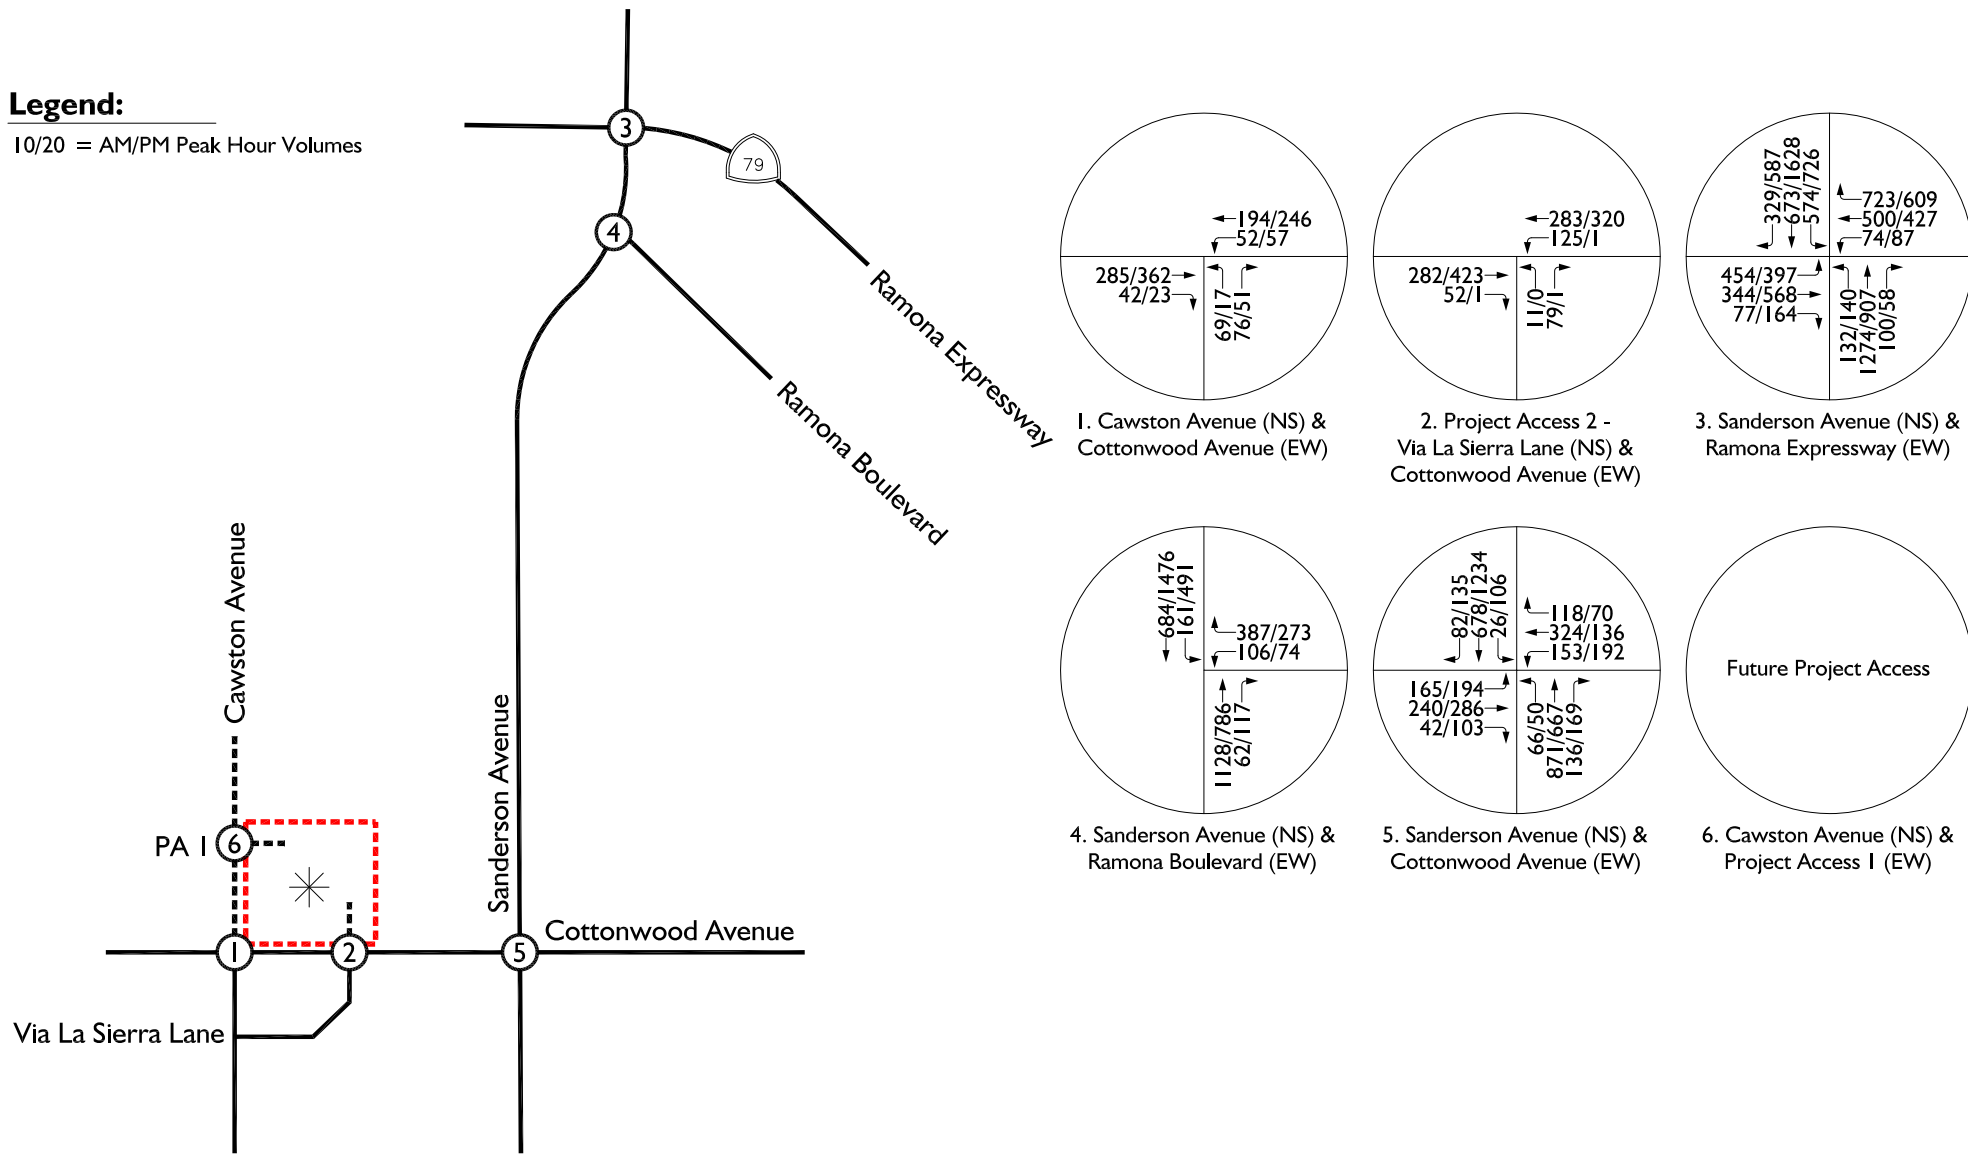 Legend:
10/20 = AM/PM Peak Hour Volumes
3
79
4
Ramona Expressway
Ramona Boulevard
Cawston Avenue
Sanderson Avenue
PA 1
6
1
2
5
Cottonwood Avenue
Via La Sierra Lane
194/246
52/57
285/362
42/23
69/17
76/51
1. Cawston Avenue (NS) &
Cottonwood Avenue (EW)
283/320
125/1
282/423
52/1
11/0
79/1
2. Project Access 2 -
Via La Sierra Lane (NS) &
Cottonwood Avenue (EW)
329/587
673/1628
574/726
723/609
500/427
74/87
454/397
344/568
77/164
132/140
1274/907
100/58
3. Sanderson Avenue (NS) &
Ramona Expressway (EW)
684/1476
161/491
387/273
106/74
1128/786
62/117
4. Sanderson Avenue (NS) &
Ramona Boulevard (EW)
82/135
678/1234
26/106
118/70
324/136
153/192
165/194
240/286
42/103
66/50
871/667
136/169
5. Sanderson Avenue (NS) &
Cottonwood Avenue (EW)
Future Project Access
6. Cawston Avenue (NS) &
Project Access 1 (EW)